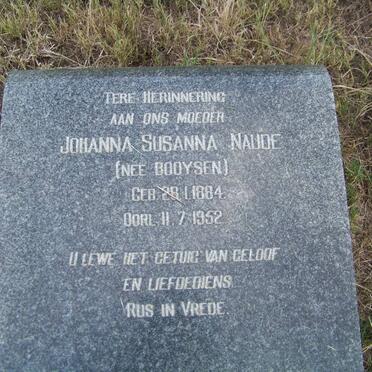 TERE HERINNERING
AAN ONS MOEDER
JOHANNA SUSANNA NAUDE
(NEE BOOYSEN)
GEB. 28.1.1884.
OORL. 11.7.1952
U LEWE HET GETUIG VAN GELOOF
EN LIEFDEDIENS
RUS IN VREDE.